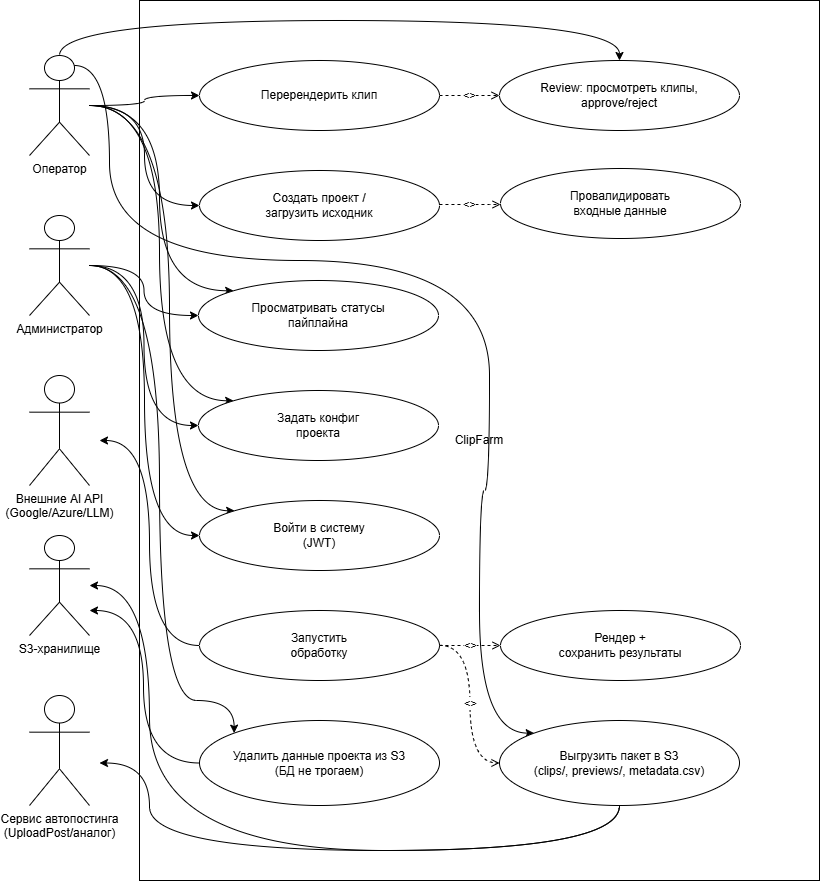 Перерендерить клип
<>
Review: просмотреть клипы,
approve/reject
Оператор
Создать проект /
загрузить исходник
<>
Провалидировать
входные данные
Просматривать статусы
пайплайна
Администратор
Задать конфиг
проекта
ClipFarm
Внешние AI API
(Google/Azure/LLM)
Войти в систему
(JWT)
S3-хранилище
Запустить
обработку
<>
Рендер +
сохранить результаты
<>
Удалить данные проекта из S3
(БД не трогаем)
Выгрузить пакет в S3
(clips/, previews/, metadata.csv)
Сервис автопостинга
(UploadPost/аналог)